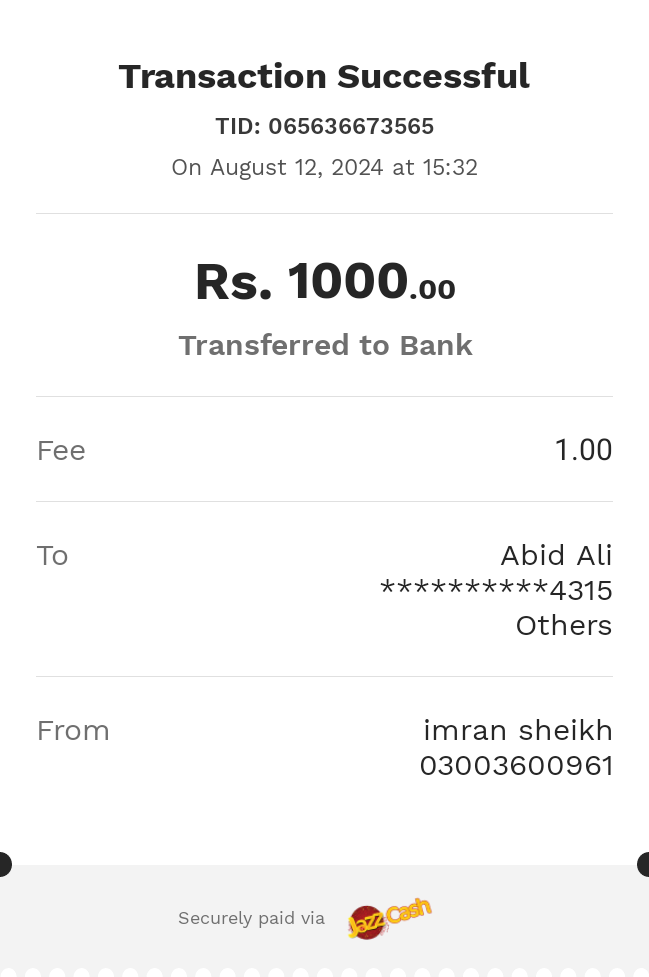 Transaction Successful
TID: 065636673565
On August 12, 2024 at 15:32
Rs. 1000.00
Transferred to Bank
Fee 1.00
To Abid Ali
**********4315
Others
From imran sheikh
03003600961
Securely paid via JazzCash